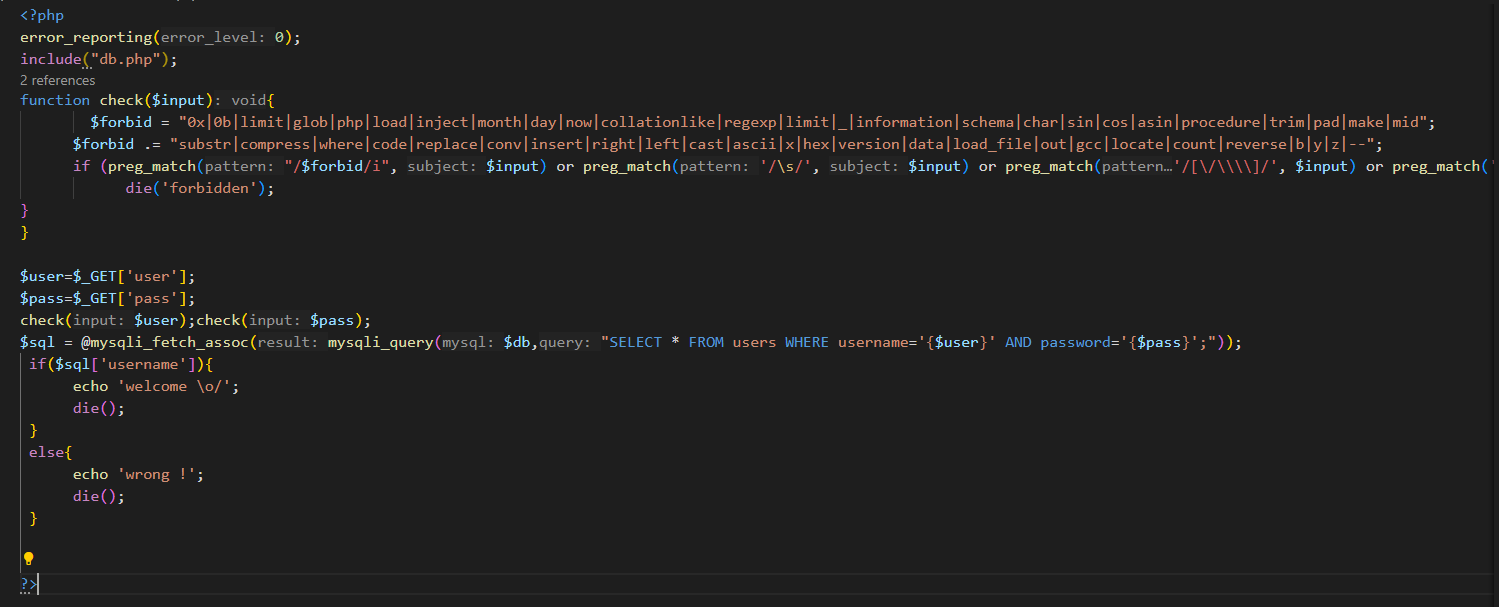 <?php
error_reporting(error_level: 0);
include("db.php");
2 references
function check($input): void{
$forbid = "0x|0b|limit|glob|php|load|inject|month|day|now|collationlike|regexp|limit|_|information|schema|char|sin|cos|asin|procedure|trim|pad|make|mid";
$forbid .= "substr|compress|where|code|replace|conv|insert|right|left|cast|ascii|x|hex|version|data|load_file|out|gcc|locate|count|reverse|b|y|z|--";
if (preg_match(pattern: "/$forbid/i", subject: $input) or preg_match(pattern: '/\s/', subject: $input) or preg_match(pattern…'/[\/\\\\]/', $input) or preg_match('
die('forbidden');
}
}
$user=$_GET['user'];
$pass=$_GET['pass'];
check(input: $user);check(input: $pass);
$sql = @mysqli_fetch_assoc(result: mysqli_query(mysql: $db,query: "SELECT * FROM users WHERE username='{$user}' AND password='{$pass}';"));
if($sql['username']){
echo 'welcome \o/';
die();
}
else{
echo 'wrong !';
die();
}
?>